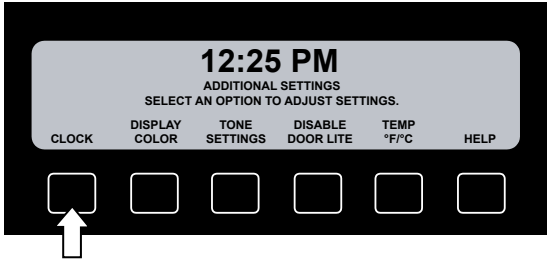 12:25 PM
ADDITIONAL SETTINGS
SELECT AN OPTION TO ADJUST SETTINGS.
CLOCK
DISPLAY
COLOR
TONE
SETTINGS
DISABLE
DOOR LITE
TEMP
°F/°C
HELP